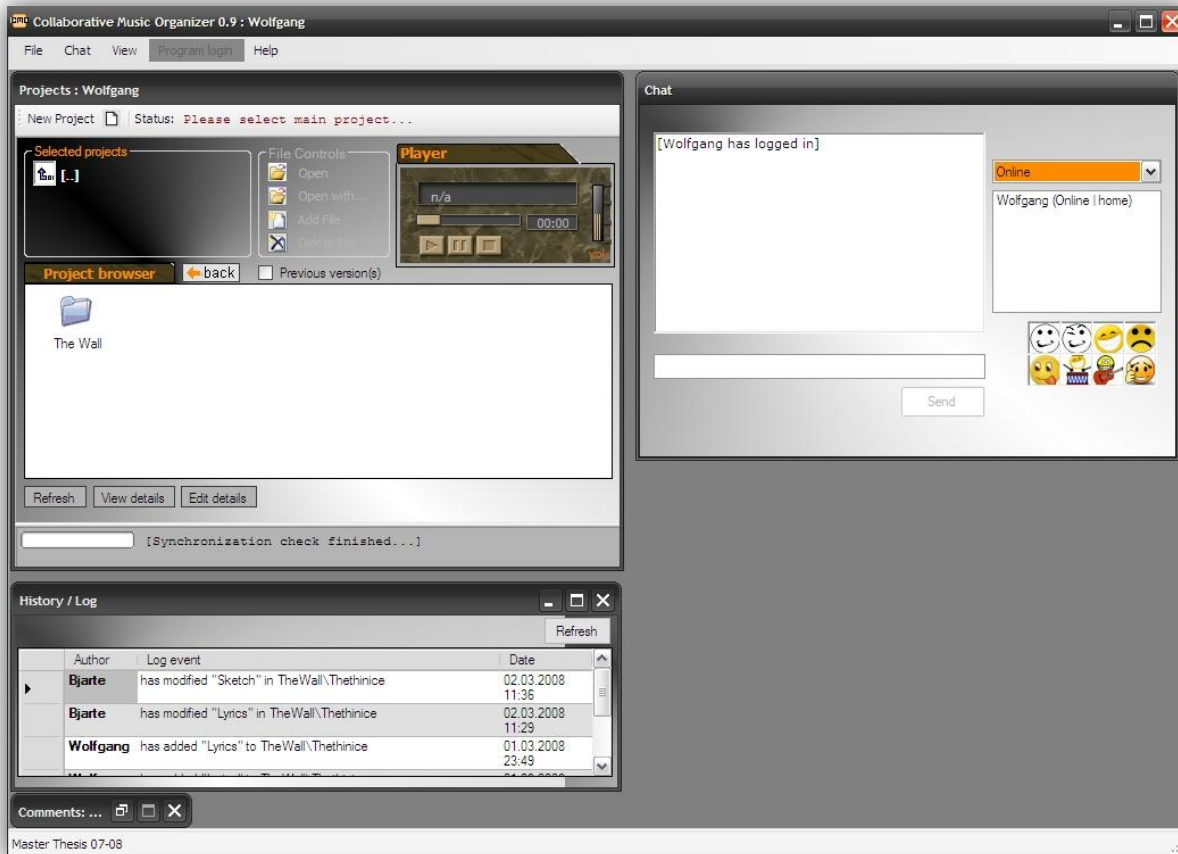 Collaborative Music Organizer 0.9 : Wolfgang
File Chat View Program login Help
Projects : Wolfgang
New Project Status: Please select main project...
Selected projects
[..]
File Controls
Open
Open with...
Add File
Delete File
Player
n/a
00:00
vol.
Project browser
back
Previous version(s)
The Wall
Refresh View details Edit details
[Synchronization check finished...]
Chat
[Wolfgang has logged in]
Online
Wolfgang (Online | home)
Send
History / Log
Refresh
Author Log event Date
Bjarte has modified "Sketch" in TheWall\Thethinice 02.03.2008
11:36
Bjarte has modified "Lyrics" in TheWall\Thethinice 02.03.2008
11:29
Wolfgang has added "Lyrics" to TheWall\Thethinice 01.03.2008
23:49
Comments: ...
Master Thesis 07-08